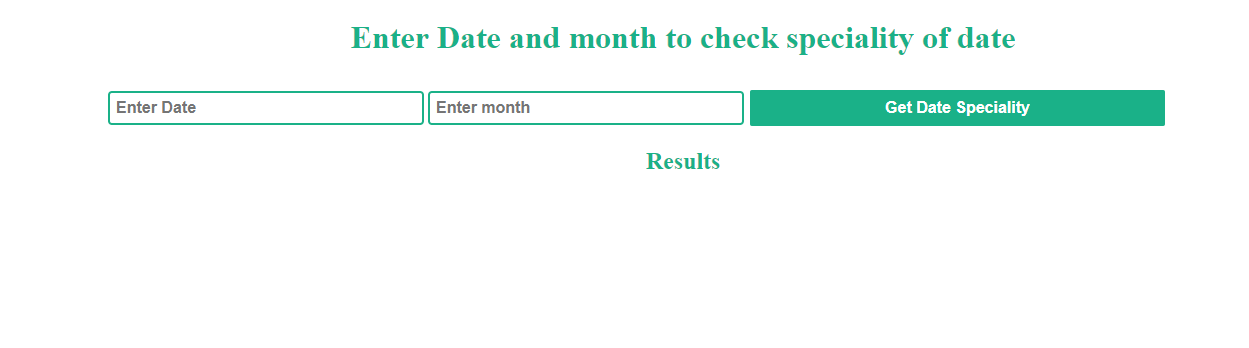 Enter Date and month to check speciality of date
Enter Date Enter month Get Date Speciality
Results